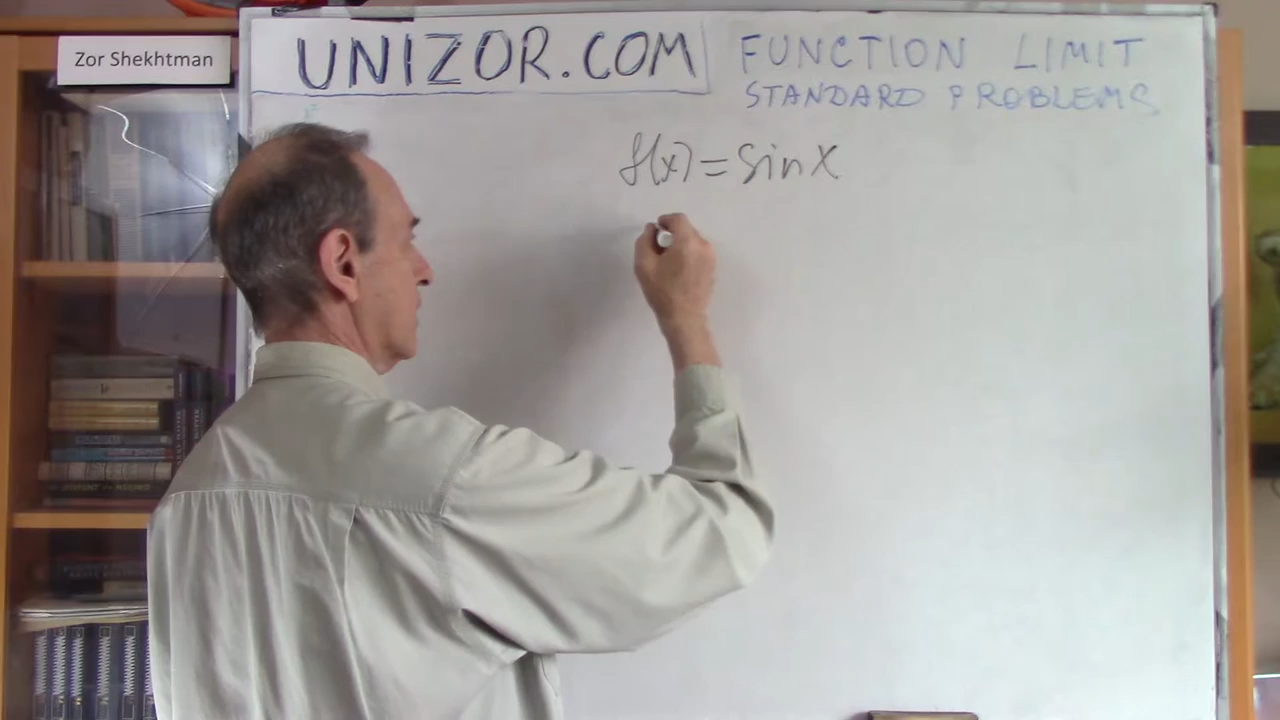 Zor Shekhtman
UNIZOR.COM
FUNCTION LIMIT
STANDARD PROBLEMS
f(x) = sin x